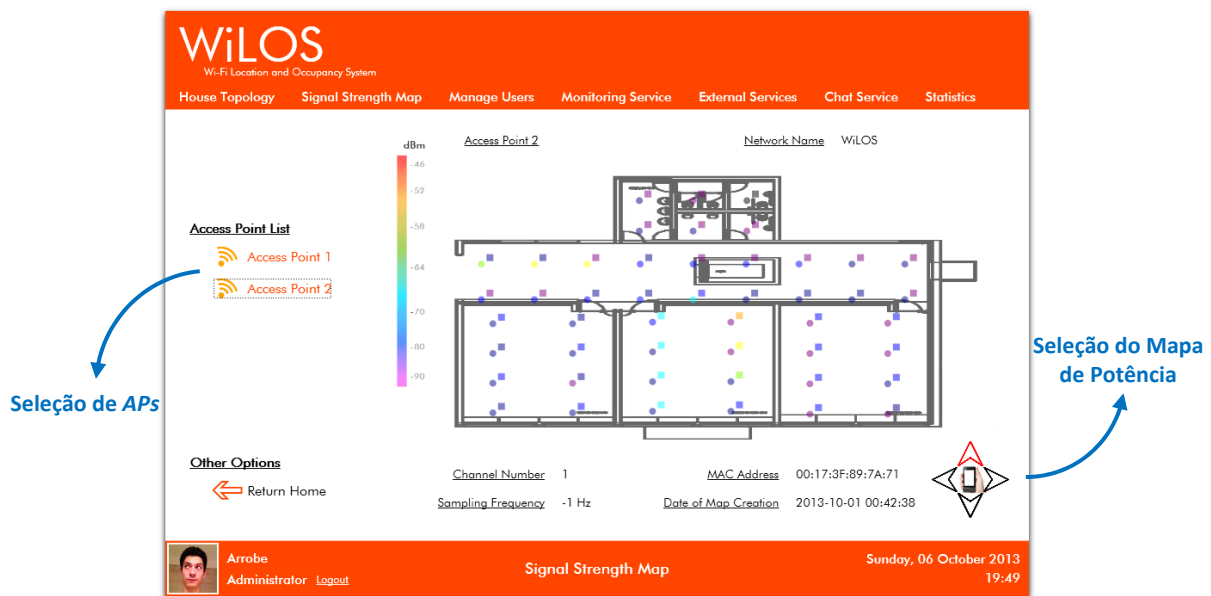 WiLOS
Wi-Fi Location and Occupancy System
House Topology Signal Strength Map Manage Users Monitoring Service External Services Chat Service Statistics
dBm
-46
-52
-58
-64
-70
-80
-90
Access Point 2
Network Name WiLOS
Access Point List
Access Point 1
Access Point 2
Seleção de APs
Seleção do Mapa
de Potência
Other Options
Return Home
Channel Number 1
MAC Address 00:17:3F:89:7A:71
Sampling Frequency -1 Hz
Date of Map Creation 2013-10-01 00:42:38
Arrobe
Administrator Logout
Signal Strength Map
Sunday, 06 October 2013
19:49